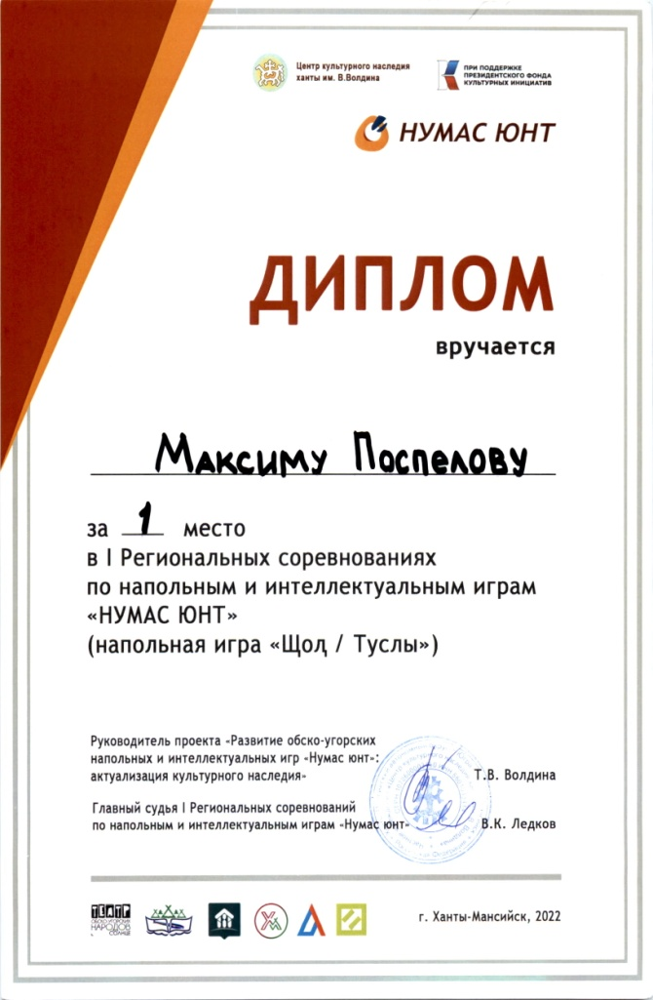 Центр культурного наследия
ханты им. В.Волдина
ПРИ ПОДДЕРЖКЕ
ПРЕЗИДЕНТСКОГО ФОНДА
КУЛЬТУРНЫХ ИНИЦИАТИВ
НУМАС ЮНТ
ДИПЛОМ
вручается
Максиму Поспелову
за 1 место
в I Региональных соревнованиях
по напольным и интеллектуальным играм
«НУМАС ЮНТ»
(напольная игра «Щоԓ / Туслы»)
Руководитель проекта «Развитие обско-угорских
напольных и интеллектуальных игр «Нумас юнт»:
актуализация культурного наследия» Т.В. Волдина
Главный судья I Региональных соревнований
по напольным и интеллектуальным играм «Нумас юнт» В.К. Ледков
ТЕАТР
ОБСКО-УГОРСКИХ
НАРОДОВ
СОЛНЦЕ
г. Ханты-Мансийск, 2022